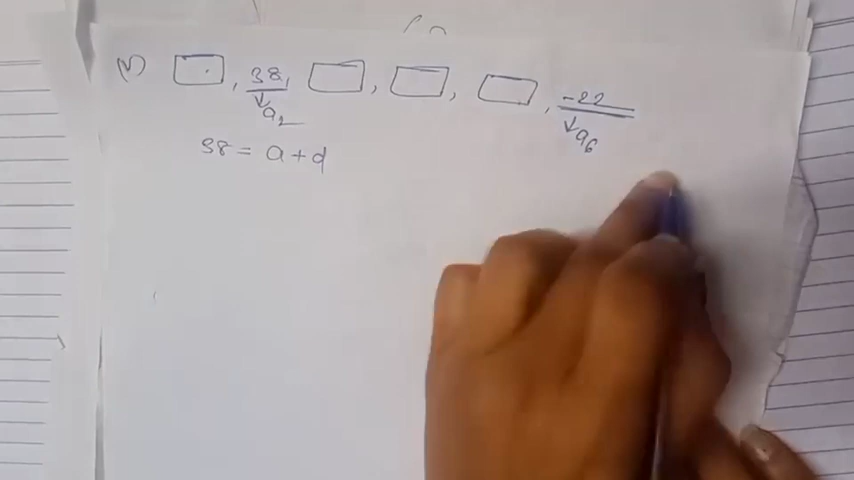 (v) □, 38, □, □, □, -22
↓ a₂ ↓ a₆
38 = a + d